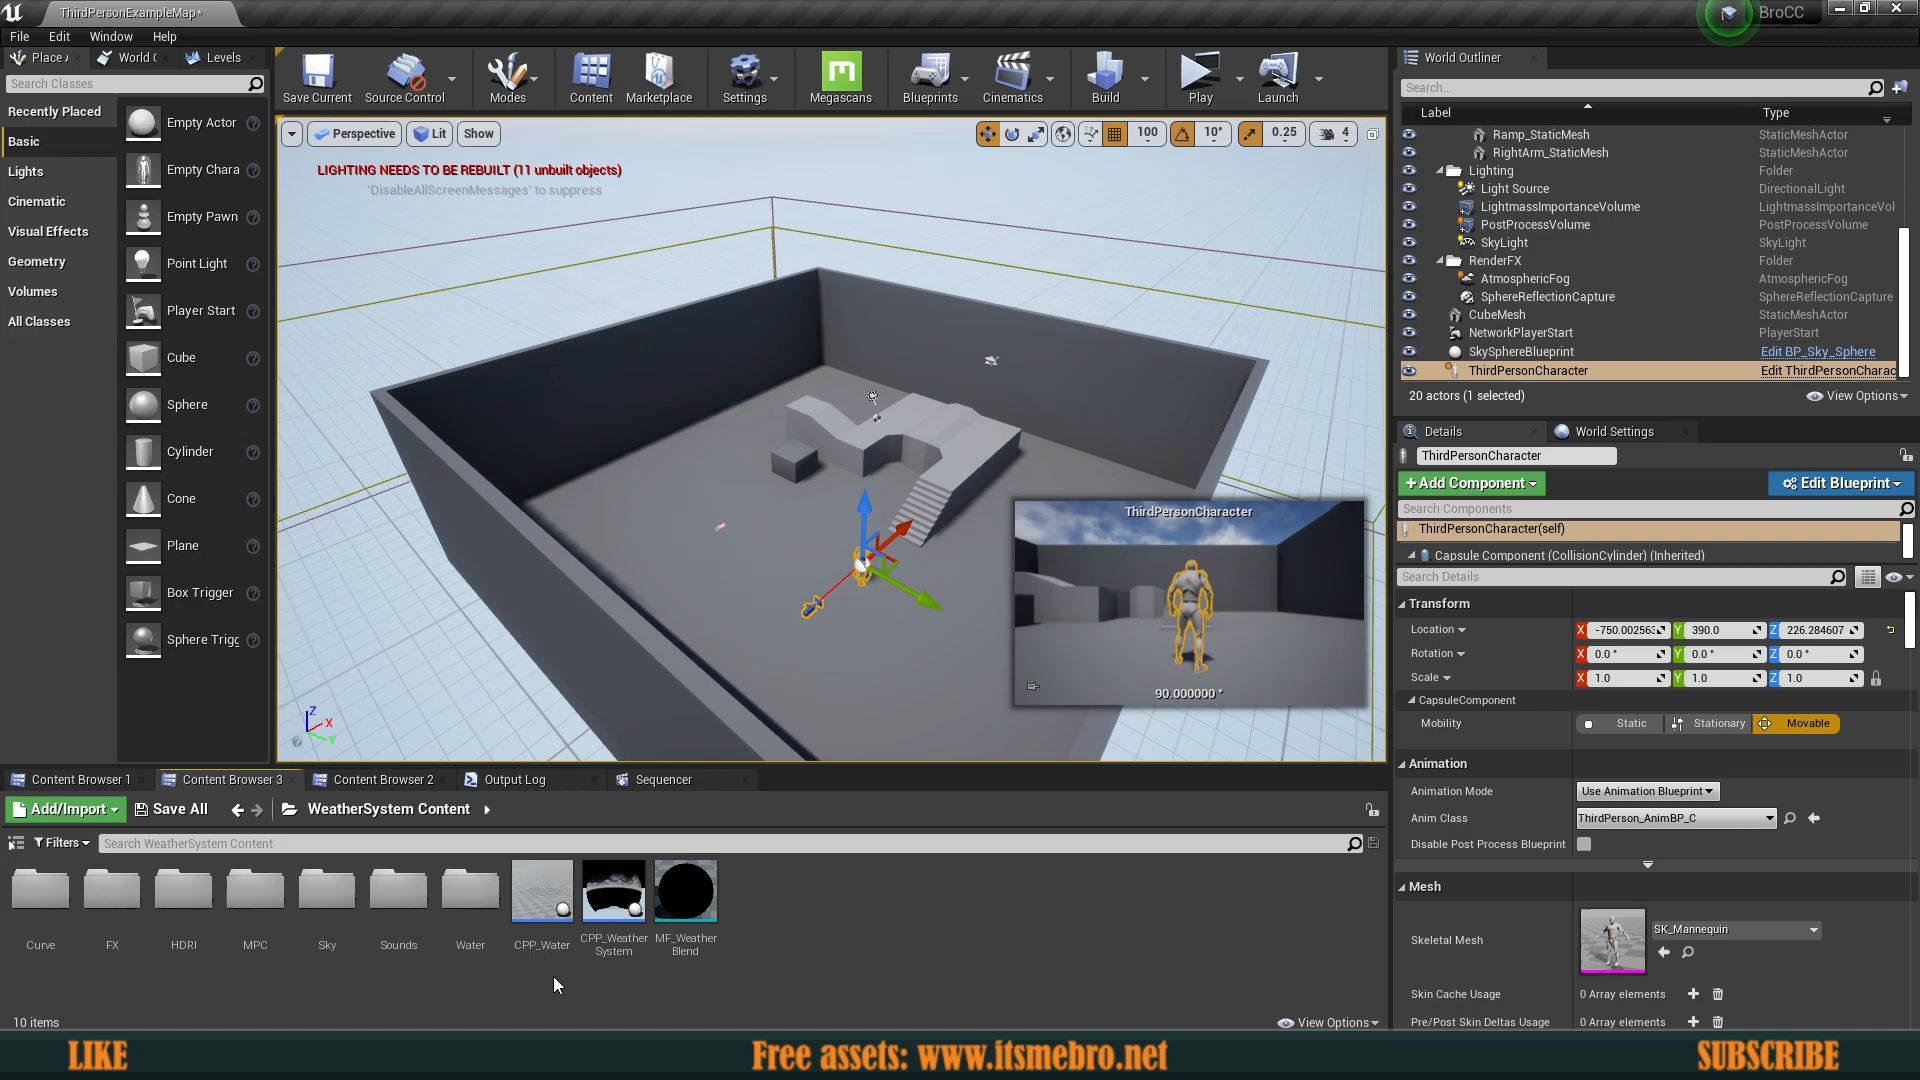 ThirdPersonExampleMap*
BroCC
File Edit Window Help
Place A World C Levels
Search Classes
Recently Placed
Basic
Lights
Cinematic
Visual Effects
Geometry
Volumes
All Classes
Empty Actor
Empty Chara
Empty Pawn
Point Light
Player Start
Cube
Sphere
Cylinder
Cone
Plane
Box Trigger
Sphere Trigg
Save Current Source Control Modes Content Marketplace Settings Megascans Blueprints Cinematics Build Play Launch
Perspective Lit Show
100 10° 0.25 4
LIGHTING NEEDS TO BE REBUILT (11 unbuilt objects)
'DisableAllScreenMessages' to suppress
ThirdPersonCharacter
90.000000 °
Z X Y
World Outliner
Search...
Label Type
Ramp_StaticMesh StaticMeshActor
RightArm_StaticMesh StaticMeshActor
Lighting Folder
Light Source DirectionalLight
LightmassImportanceVolume LightmassImportanceVol
PostProcessVolume PostProcessVolume
SkyLight SkyLight
RenderFX Folder
AtmosphericFog AtmosphericFog
SphereReflectionCapture SphereReflectionCapture
CubeMesh StaticMeshActor
NetworkPlayerStart PlayerStart
SkySphereBlueprint Edit BP_Sky_Sphere
ThirdPersonCharacter Edit ThirdPersonCharac
20 actors (1 selected) View Options
Details World Settings
ThirdPersonCharacter
+Add Component Edit Blueprint
Search Components
ThirdPersonCharacter(self)
Capsule Component (CollisionCylinder) (Inherited)
Search Details
Transform
Location X -750.002563 Y 390.0 Z 226.284607
Rotation X 0.0 ° Y 0.0 ° Z 0.0 °
Scale X 1.0 Y 1.0 Z 1.0
CapsuleComponent
Mobility Static Stationary Movable
Animation
Animation Mode Use Animation Blueprint
Anim Class ThirdPerson_AnimBP_C
Disable Post Process Blueprint
Mesh
Skeletal Mesh SK_Mannequin
Skin Cache Usage 0 Array elements
Pre/Post Skin Deltas Usage 0 Array elements
Content Browser 1 Content Browser 3 Content Browser 2 Output Log Sequencer
Add/Import Save All WeatherSystem Content
Filters Search WeatherSystem Content
Curve FX HDRI MPC Sky Sounds Water CPP_Water CPP_Weather System MF_Weather Blend
10 items View Options
LIKE Free assets: www.itsmebro.net SUBSCRIBE